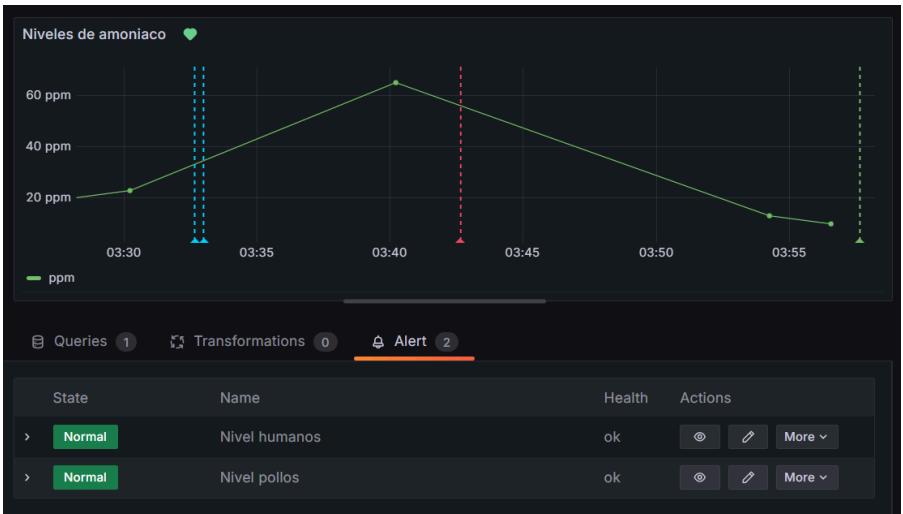 Niveles de amoniaco
60 ppm
40 ppm
20 ppm
03:30 03:35 03:40 03:45 03:50 03:55
ppm
Queries 1 Transformations 0 Alert 2
State Name Health Actions
Normal Nivel humanos ok More
Normal Nivel pollos ok More